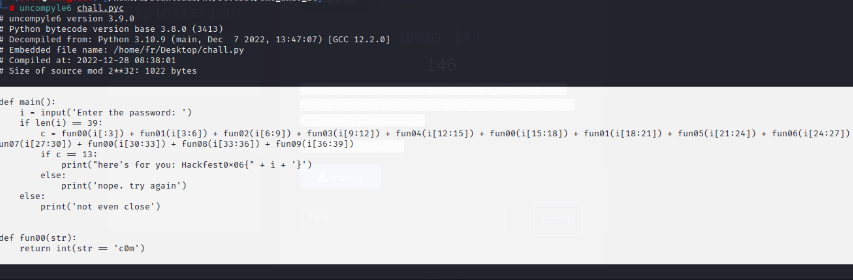 # uncompyle6 chall.pyc
# uncompyle6 version 3.9.0
# Python bytecode version base 3.8.0 (3413)
# Decompiled from: Python 3.10.9 (main, Dec 7 2022, 13:47:07) [GCC 12.2.0]
# Embedded file name: /home/fr/Desktop/chall.py
# Compiled at: 2022-12-28 08:38:01
# Size of source mod 2**32: 1022 bytes
146
def main():
    i = input('Enter the password: ')
    if len(i) == 39:
        c = fun00(i[:3]) + fun01(i[3:6]) + fun02(i[6:9]) + fun03(i[9:12]) + fun04(i[12:15]) + fun00(i[15:18]) + fun01(i[18:21]) + fun05(i[21:24]) + fun06(i[24:27])
un07(i[27:30]) + fun00(i[30:33]) + fun08(i[33:36]) + fun09(i[36:39])
        if c == 13:
            print("here's for you: Hackfest0×06{" + i + '}')
        else:
            print('nope. try again')
    else:
        print('not even close')
def fun00(str):
    return int(str == 'c0m')